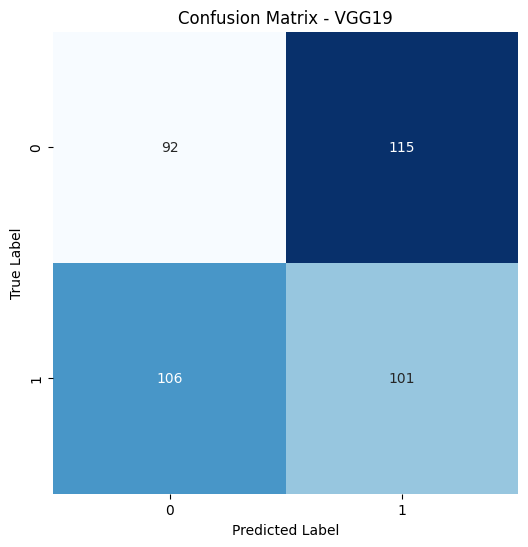 Confusion Matrix - VGG19
True Label
0
92
115
1
106
101
0
1
Predicted Label